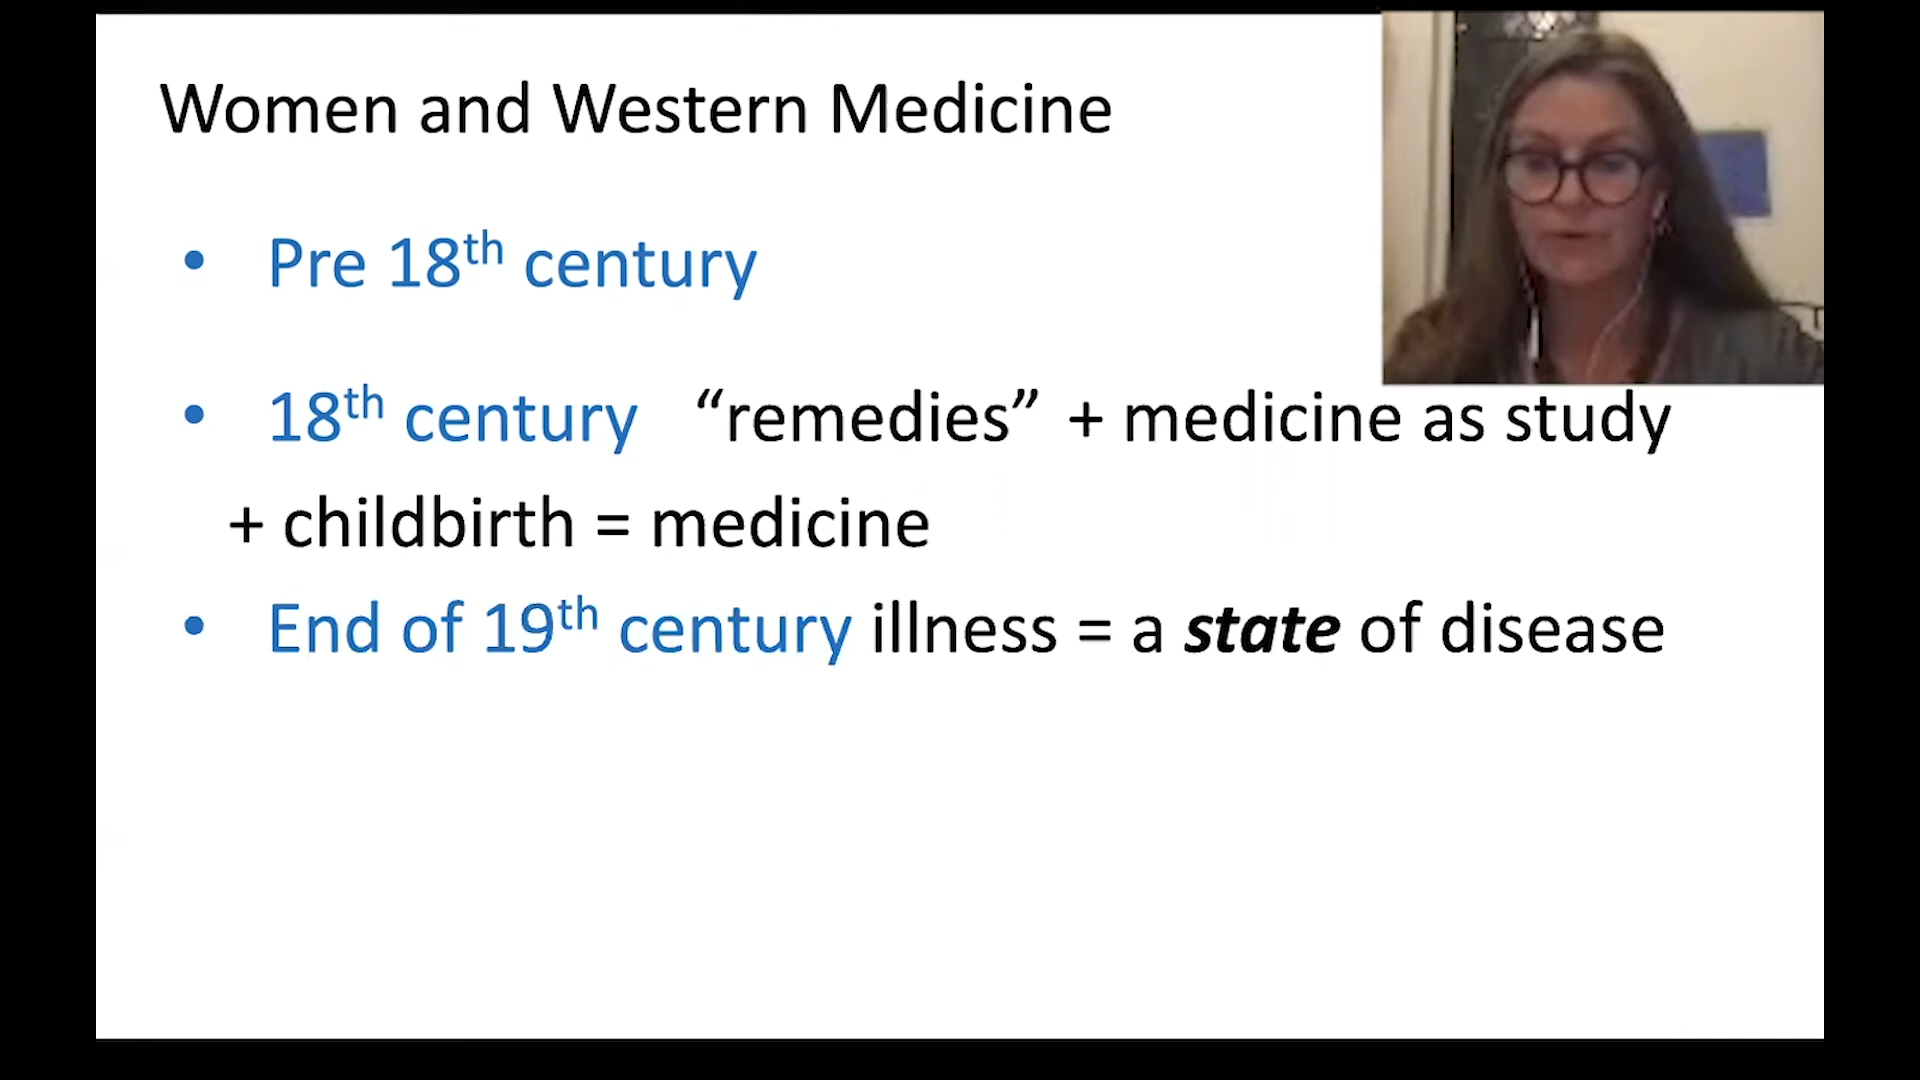 Women and Western Medicine
• Pre 18th century
• 18th century “remedies” + medicine as study
+ childbirth = medicine
• End of 19th century illness = a state of disease